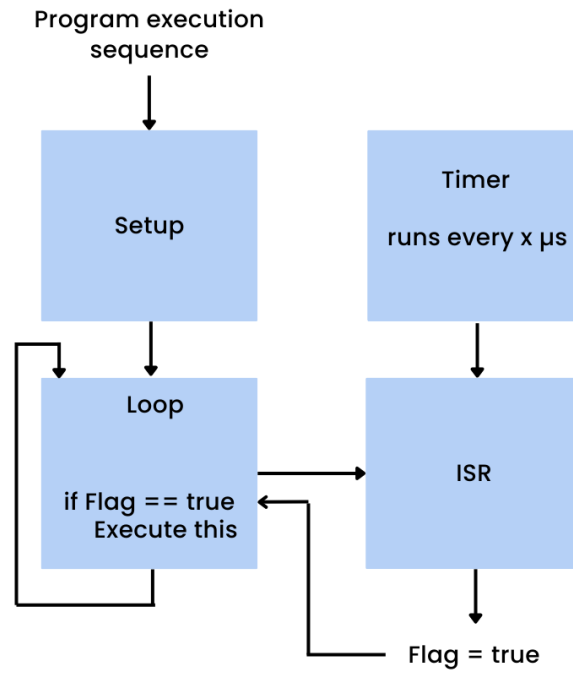 Program execution
sequence
Setup
Timer
runs every x µs
Loop
if Flag == true
Execute this
ISR
Flag = true